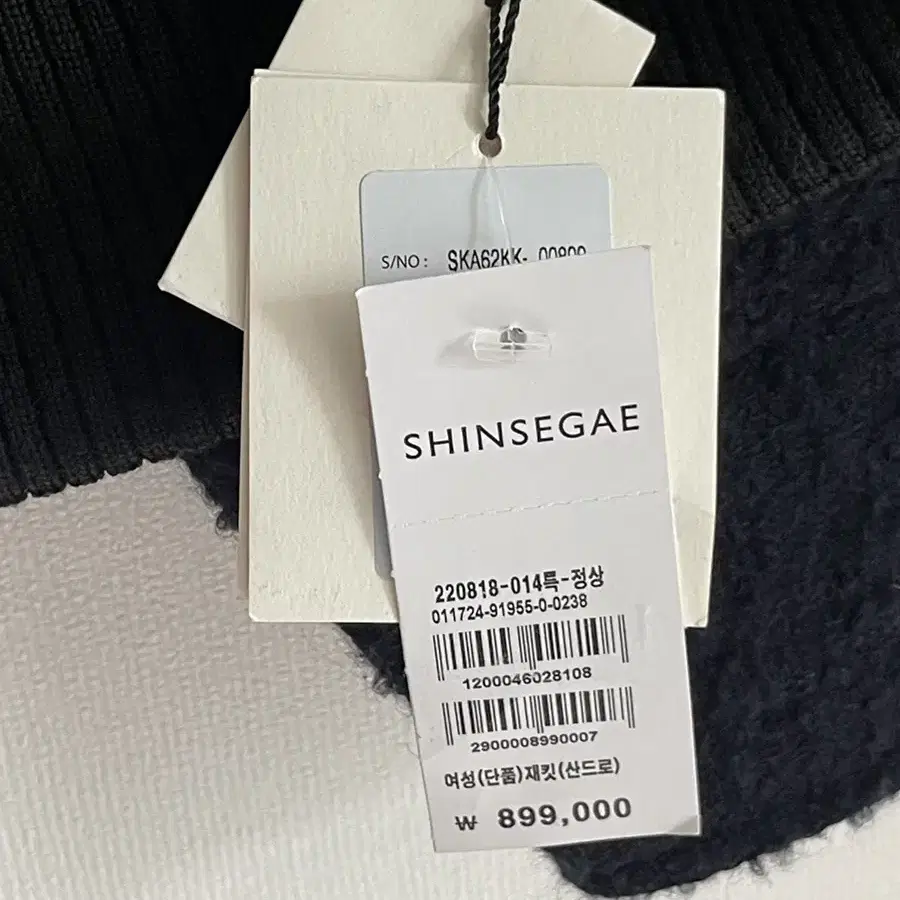 S/NO : SKA62KK-
SHINSEGAE
220818-014특-정상
011724-91955-0-0238
1200046028108
2900008990007
여성(단품)재킷(산드로)
₩ 899,000